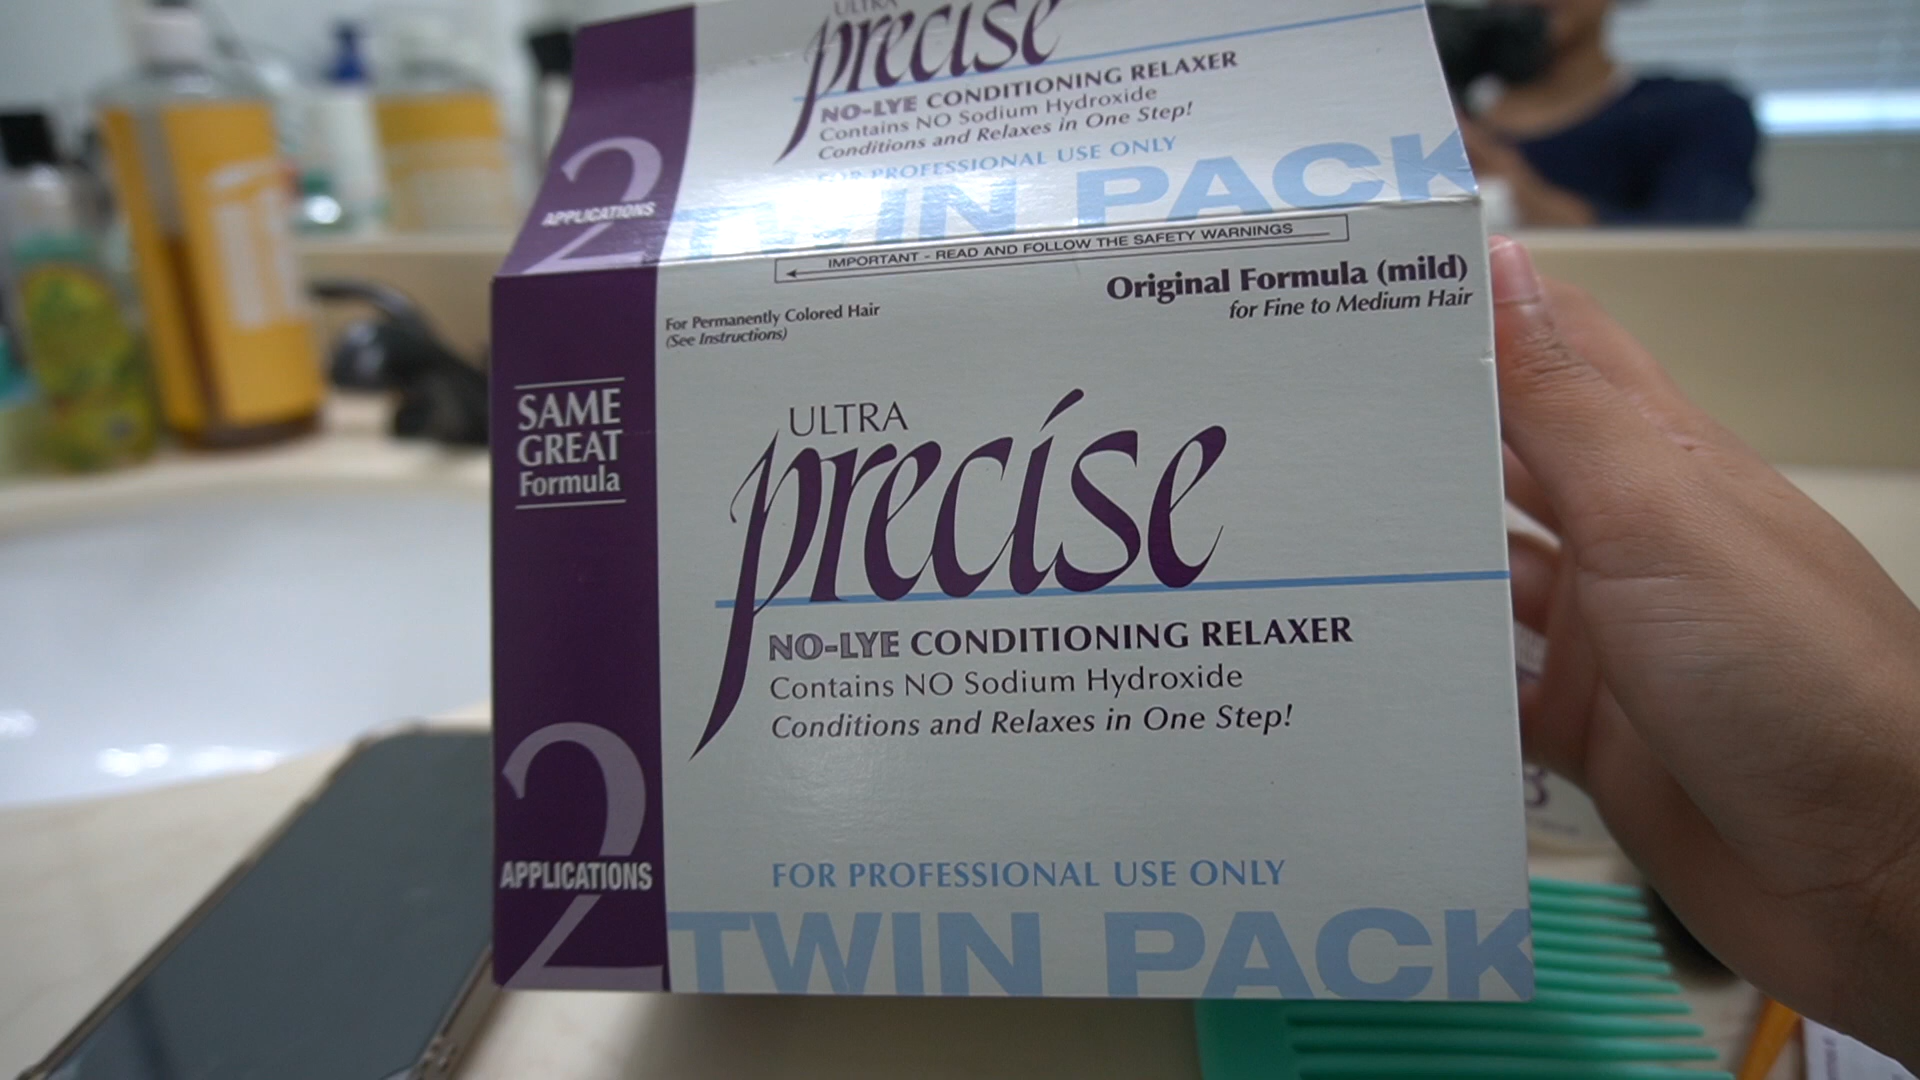 ULTRA
precise
NO-LYE CONDITIONING RELAXER
Contains NO Sodium Hydroxide
Conditions and Relaxes in One Step!
FOR PROFESSIONAL USE ONLY
TWIN PACK
2
APPLICATIONS
IMPORTANT - READ AND FOLLOW THE SAFETY WARNINGS
For Permanently Colored Hair
(See Instructions)
Original Formula (mild)
for Fine to Medium Hair
SAME
GREAT
Formula
ULTRA
precise
NO-LYE CONDITIONING RELAXER
Contains NO Sodium Hydroxide
Conditions and Relaxes in One Step!
2
APPLICATIONS
FOR PROFESSIONAL USE ONLY
TWIN PACK